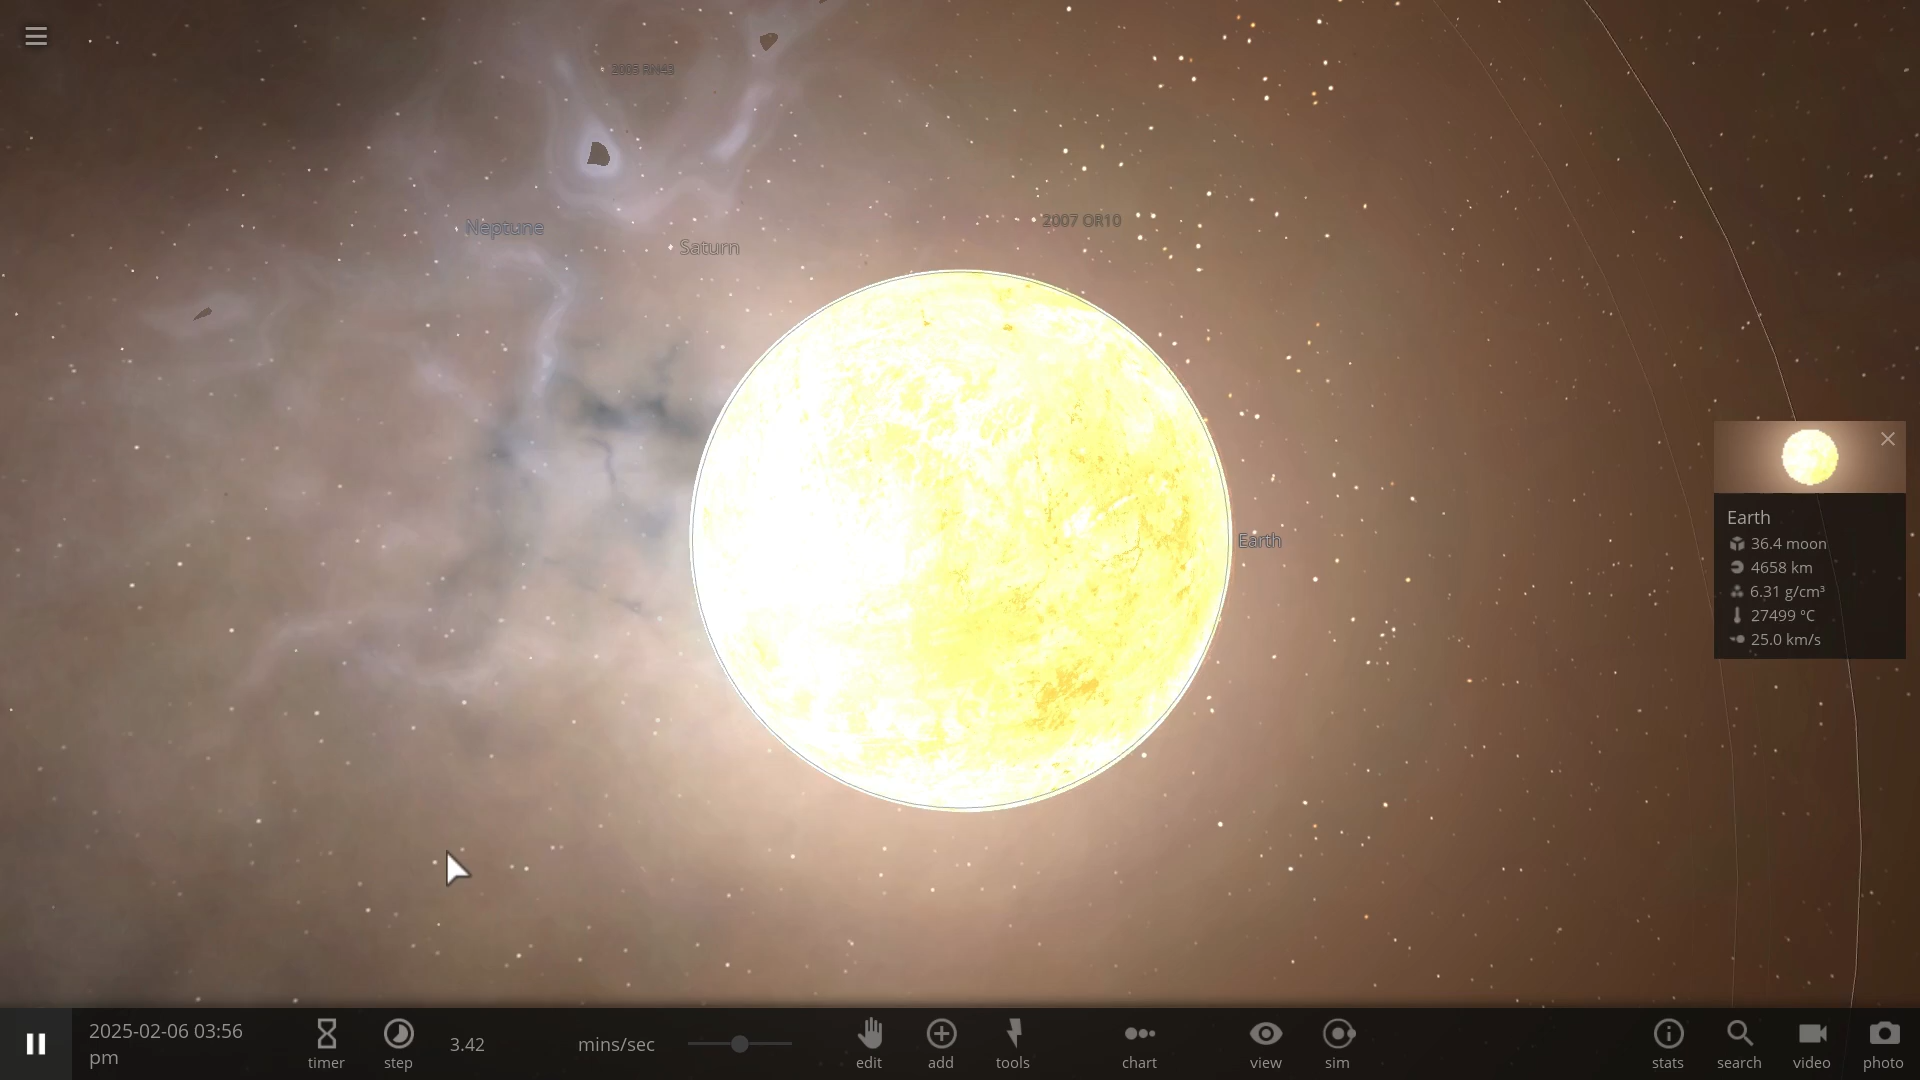 2005 RN43
Neptune
Saturn
2007 OR10
Earth
Earth
36.4 moon
4658 km
6.31 g/cm³
27499 °C
25.0 km/s
2025-02-06 03:56
pm
timer
step
3.42
mins/sec
edit
add
tools
chart
view
sim
stats
search
video
photo